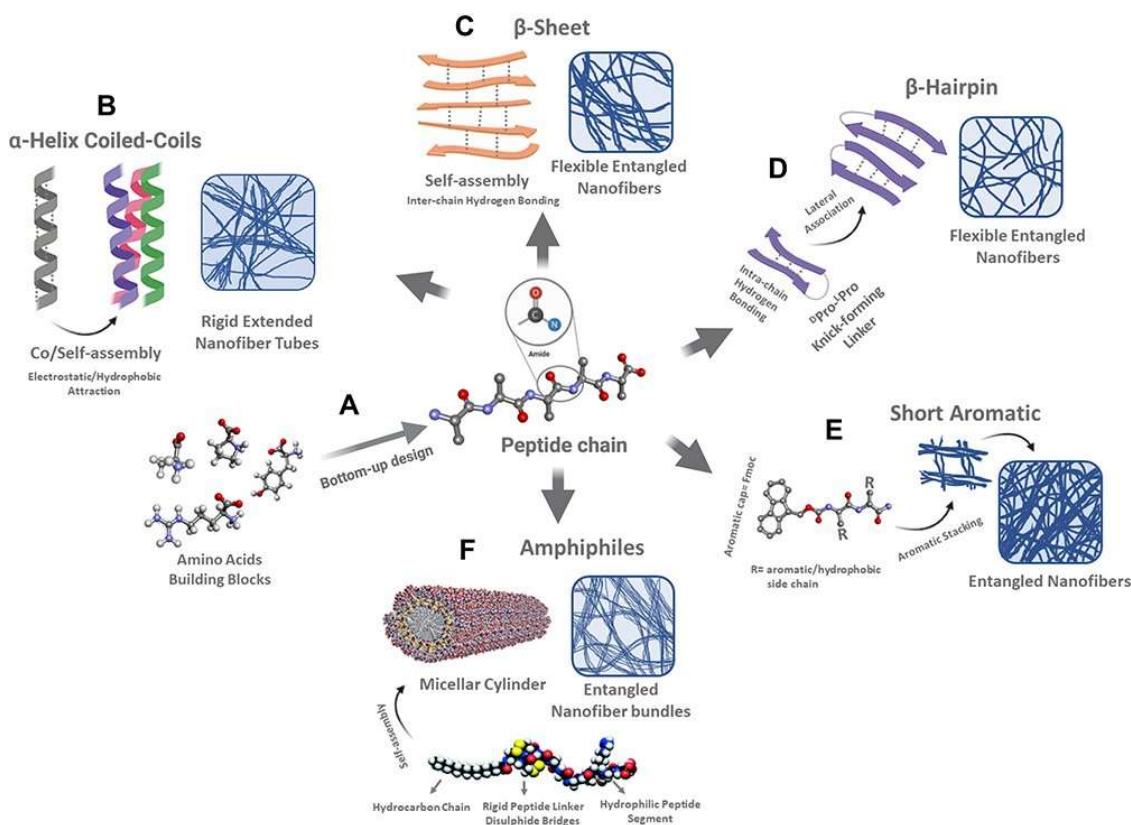 C
β-Sheet
Self-assembly
Inter-chain Hydrogen Bonding
Flexible Entangled
Nanofibers
B
α-Helix Coiled-Coils
Co/Self-assembly
Electrostatic/Hydrophobic
Attraction
Rigid Extended
Nanofiber Tubes
β-Hairpin
D
Lateral
Association
Intra-chain
Hydrogen
Bonding
ᴰPro-ᴸPro
Knick-forming
Linker
Flexible Entangled
Nanofibers
O
C
N
Amide
A
Bottom-up design
Peptide chain
Amino Acids
Building Blocks
E
Short Aromatic
Aromatic cap= Fmoc
R
R
R= aromatic/hydrophobic
side chain
Aromatic Stacking
Entangled Nanofibers
F
Amphiphiles
Micellar Cylinder
Entangled
Nanofiber bundles
Self-assembly
Hydrocarbon Chain
Rigid Peptide Linker
Disulphide Bridges
Hydrophilic Peptide
Segment